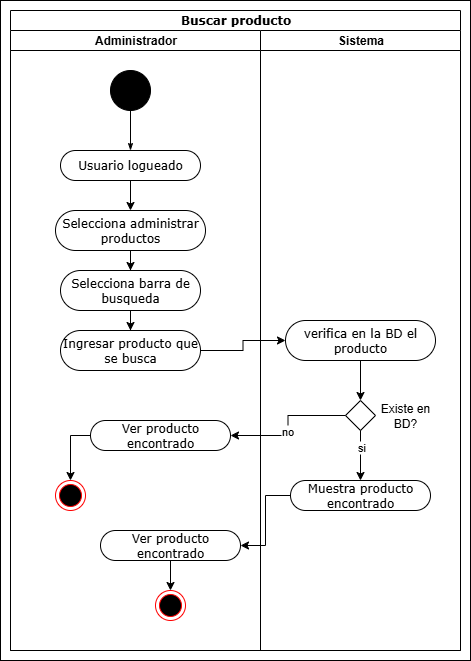 Buscar producto
Administrador
Sistema
Usuario logueado
Selecciona administrar
productos
Selecciona barra de
busqueda
Ingresar producto que
se busca
verifica en la BD el
producto
Existe en
BD?
no
si
Ver producto
encontrado
Muestra producto
encontrado
Ver producto
encontrado